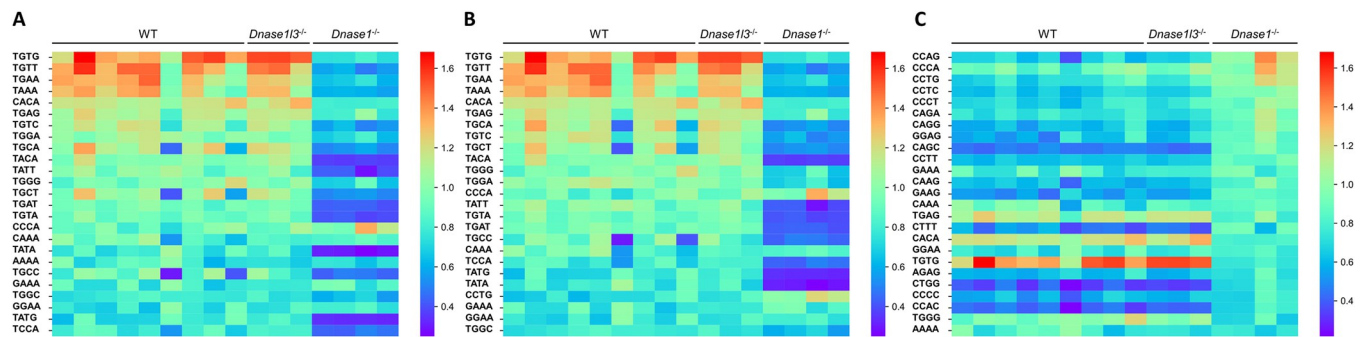 A
WT Dnase1l3-/- Dnase1-/-
TGTG
TGTT
TGAA
TAAA
CACA
TGAG
TGTC
TGGA
TGCA
TACA
TATT
TGGG
TGCT
TGAT
TGTA
CCCA
CAAA
TATA
AAAA
TGCC
GAAA
TGGC
GGAA
TATG
TCCA
1.6
1.4
1.2
1.0
0.8
0.6
0.4
B
WT Dnase1l3-/- Dnase1-/-
TGTG
TGTT
TGAA
TAAA
CACA
TGAG
TGCA
TGTC
TGCT
TACA
TGGG
TGGA
CCCA
TATT
TGTA
TGAT
TGCC
CAAA
TCCA
TATG
TATA
CCTG
GAAA
GGAA
TGGC
1.6
1.4
1.2
1.0
0.8
0.6
0.4
C
WT Dnase1l3-/- Dnase1-/-
CCAG
CCCA
CCTG
CCTC
CCCT
CAGA
CAGG
GGAG
CAGC
CCTT
GAAA
CAAG
GAAG
CAAA
TGAG
CTTT
CACA
GGAA
TGTG
AGAG
CTGG
CCCC
CCAC
TGGG
AAAA
1.6
1.4
1.2
1.0
0.8
0.6
0.4